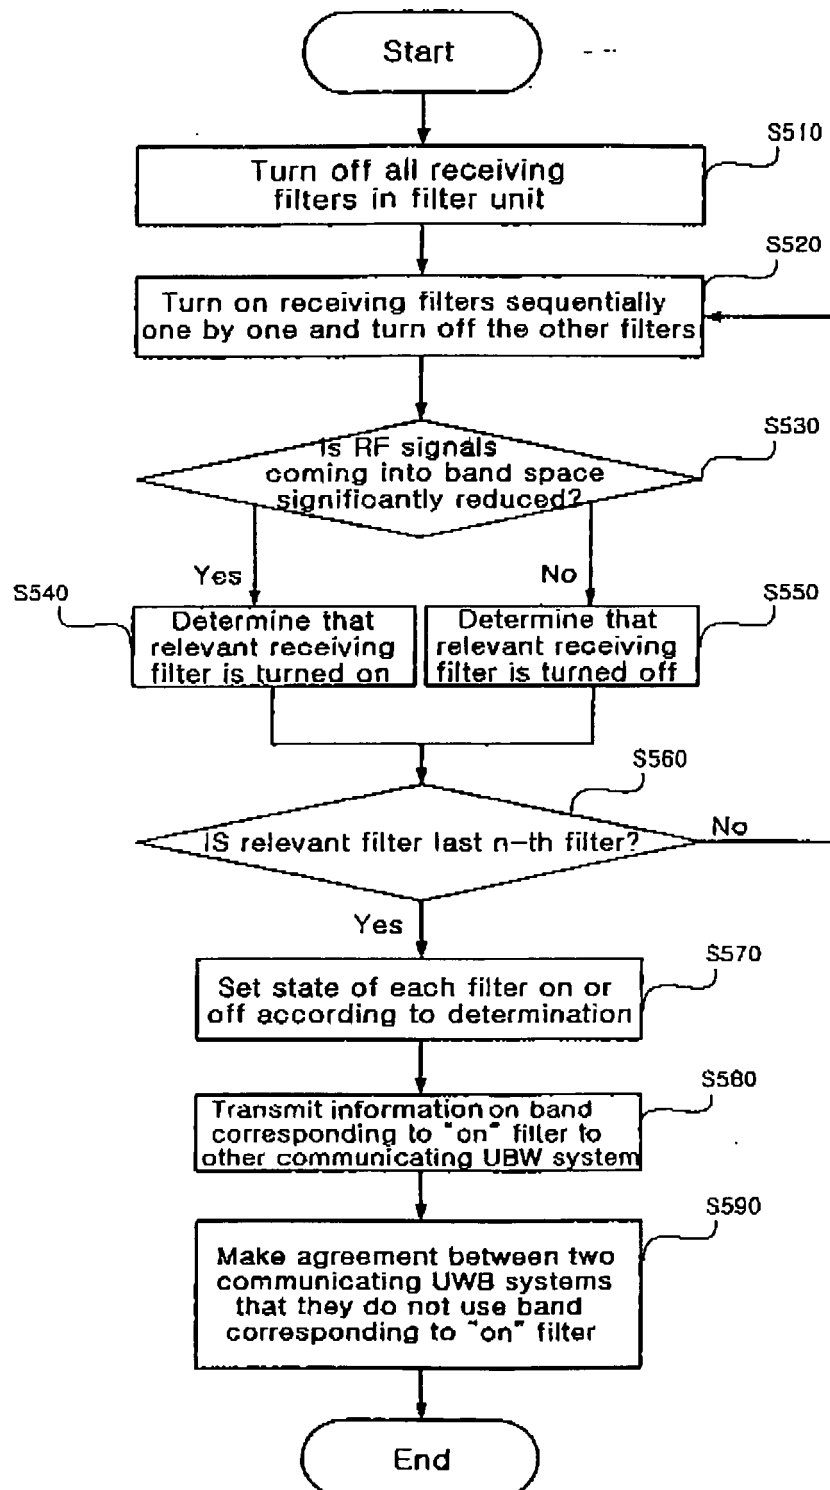 Start
S510
Turn off all receiving
filters in filter unit
S520
Turn on receiving filters sequentially
one by one and turn off the other filters
S530
Is RF signals
coming into band space
significantly reduced?
Yes
No
S540
Determine that
relevant receiving
filter is turned on
S550
Determine that
relevant receiving
filter is turned off
S560
IS relevant filter last n-th filter?
No
Yes
S570
Set state of each filter on or
off according to determination
S580
Transmit information on band
corresponding to "on" filter to
other communicating UBW system
S590
Make agreement between two
communicating UWB systems
that they do not use band
corresponding to "on" filter
End